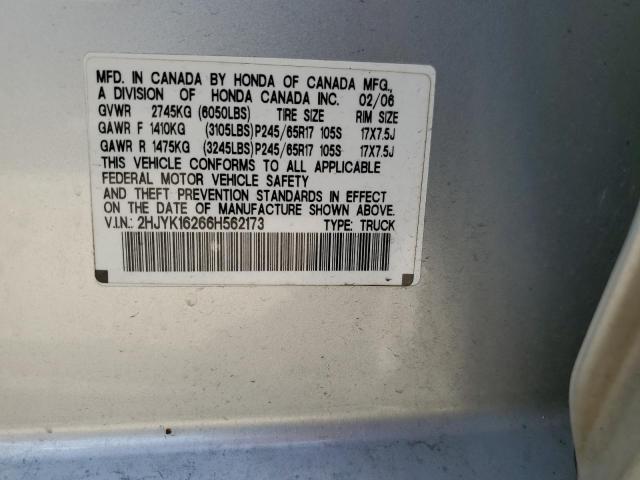 MFD. IN CANADA BY HONDA OF CANADA MFG.,
A DIVISION OF HONDA CANADA INC. 02/06
GVWR 2745KG (6050LBS) TIRE SIZE RIM SIZE
GAWR F 1410KG (3105LBS)P245/65R17 105S 17X7.5J
GAWR R 1475KG (3245LBS)P245/65R17 105S 17X7.5J
THIS VEHICLE CONFORMS TO ALL APPLICABLE
FEDERAL MOTOR VEHICLE SAFETY
AND THEFT PREVENTION STANDARDS IN EFFECT
ON THE DATE OF MANUFACTURE SHOWN ABOVE.
V.I.N.: 2HJYK16266H562173 TYPE: TRUCK